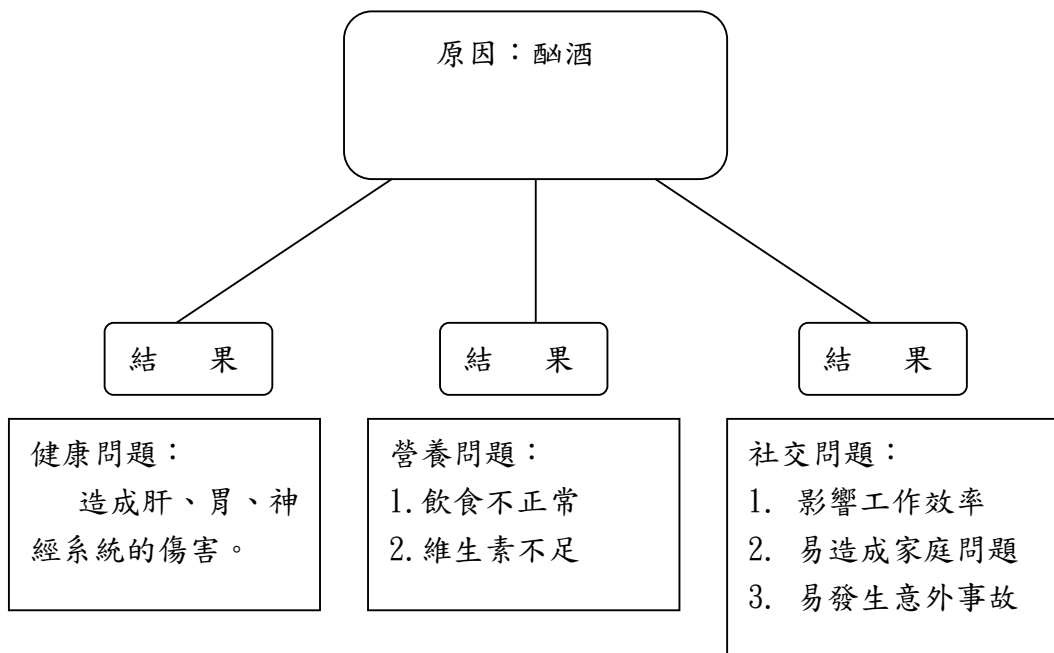 原因：酗酒
結 果
結 果
結 果
健康問題：
造成肝、胃、神
經系統的傷害。
營養問題：
1.飲食不正常
2.維生素不足
社交問題：
1. 影響工作效率
2. 易造成家庭問題
3. 易發生意外事故